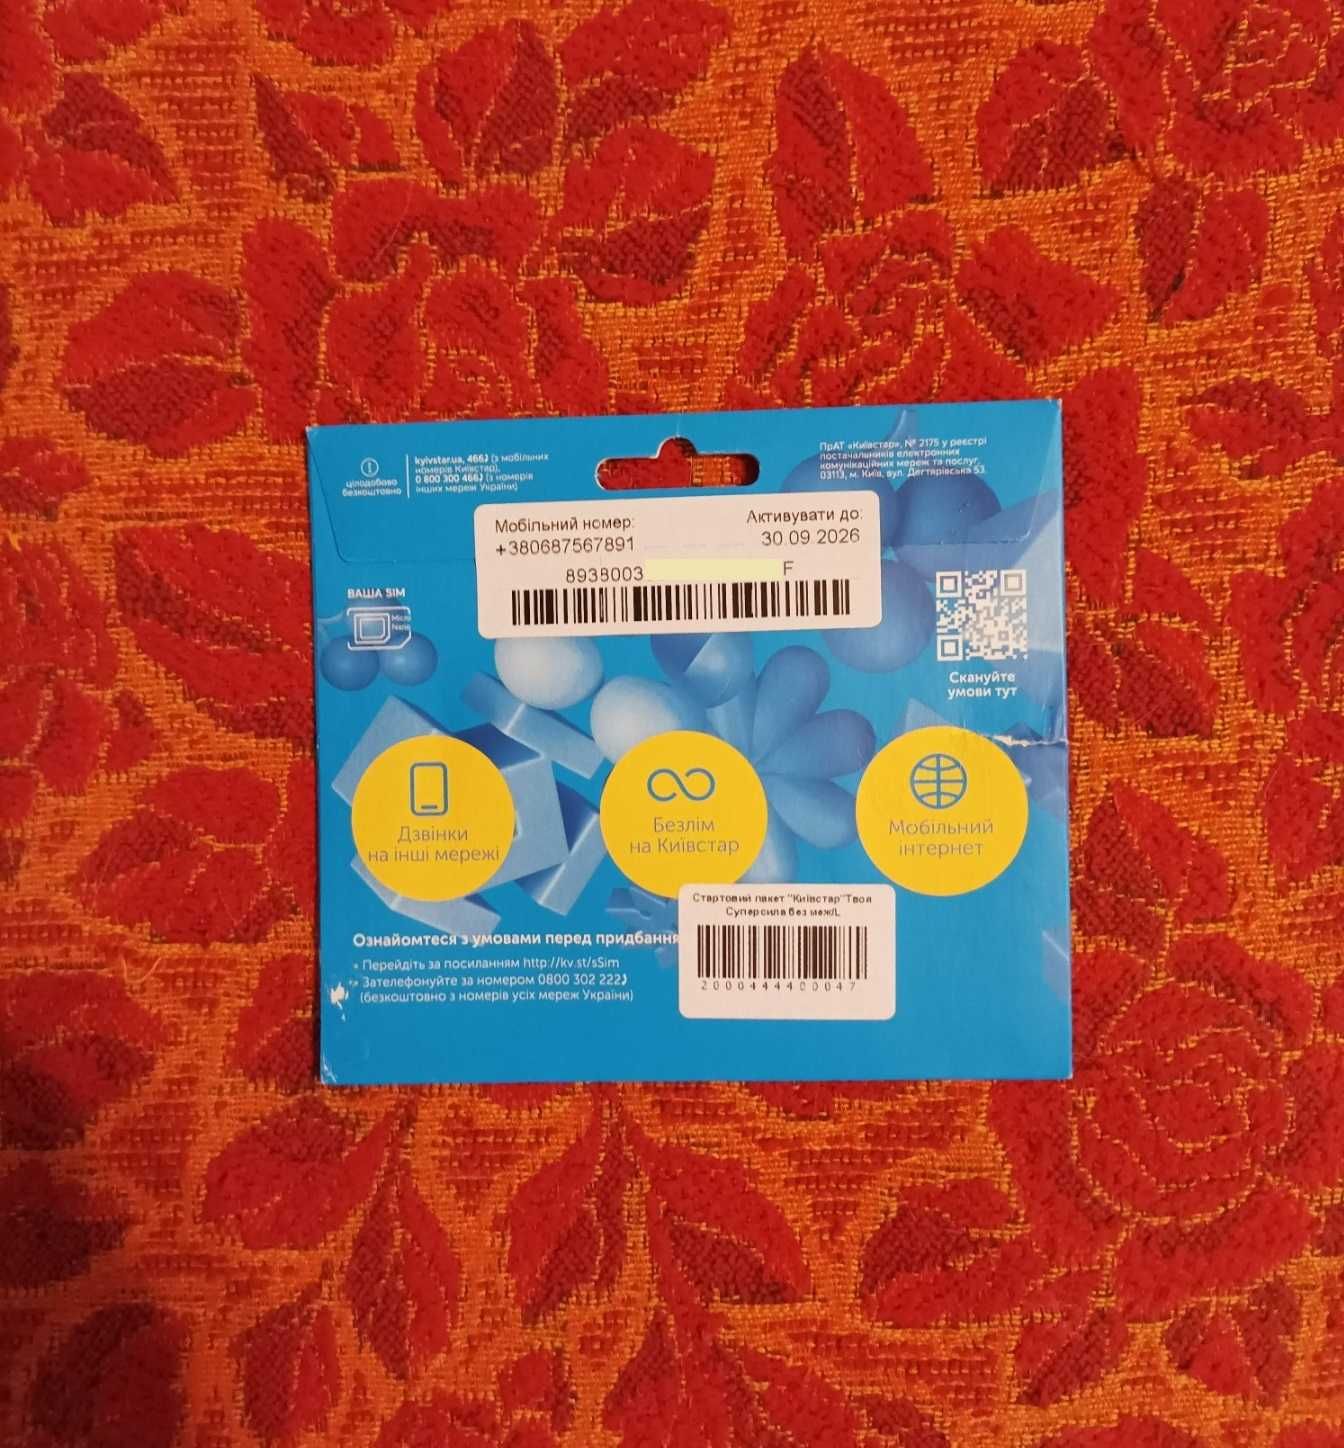 цілодобово
безкоштовно
kyivstar.ua, 466 (з мобільних
номерів Київстар),
0 800 300 466 (з номерів
інших мереж України)
ПрАТ «Київстар», № 2175 у реєстрі
постачальників електронних
комунікаційних мереж та послуг,
03113, м. Київ, вул. Дегтярівська 53.
Мобільний номер:
+380687567891
Активувати до:
30.09.2026
8938003 F
ВАША SIM
Micro
Nano
Скануйте
умови тут
Дзвінки
на інші мережі
Безлім
на Київстар
Мобільний
інтернет
Стартовий пакет "Київстар"Твоя
Суперсила без меж/L
2000444400047
Ознайомтеся з умовами перед придбання
• Перейдіть за посиланням http://kv.st/sSim
• Зателефонуйте за номером 0800 302 222
(безкоштовно з номерів усіх мереж України)